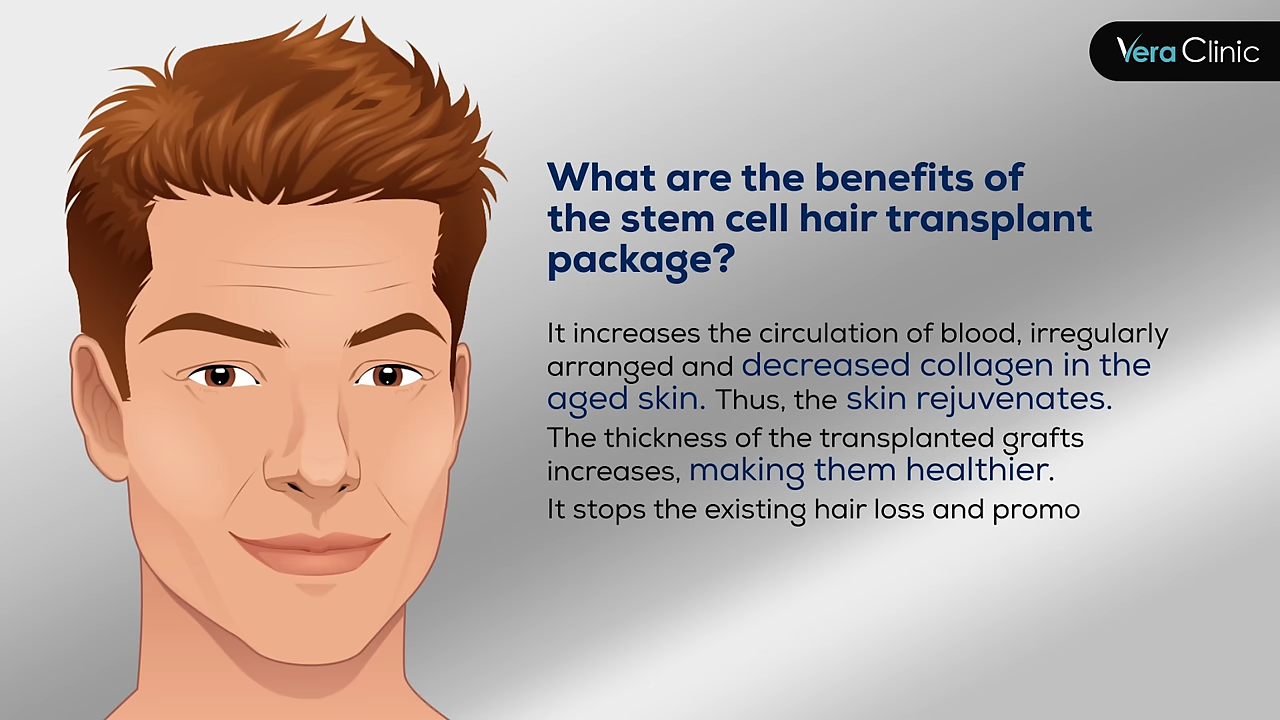 Vera Clinic
What are the benefits of
the stem cell hair transplant
package?
It increases the circulation of blood, irregularly
arranged and decreased collagen in the
aged skin. Thus, the skin rejuvenates.
The thickness of the transplanted grafts
increases, making them healthier.
It stops the existing hair loss and promo